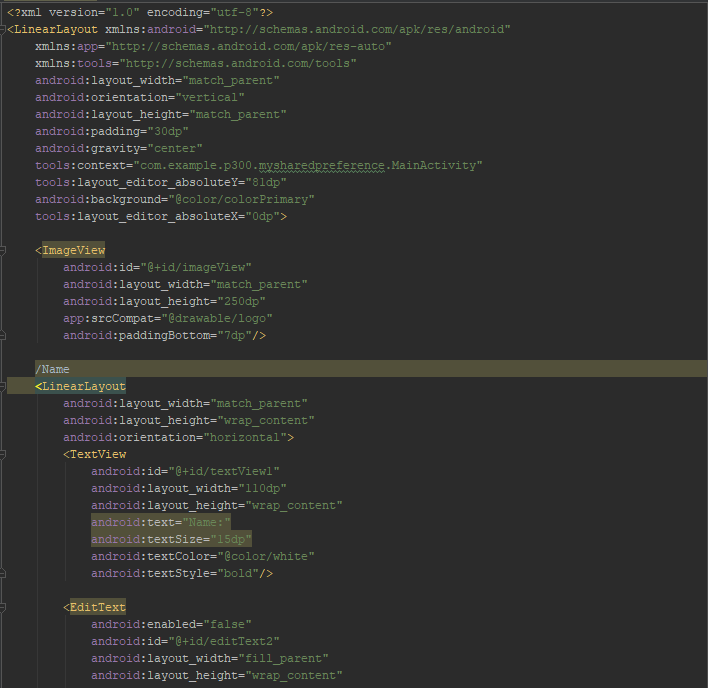 <?xml version="1.0" encoding="utf-8"?>
<LinearLayout xmlns:android="http://schemas.android.com/apk/res/android"
    xmlns:app="http://schemas.android.com/apk/res-auto"
    xmlns:tools="http://schemas.android.com/tools"
    android:layout_width="match_parent"
    android:orientation="vertical"
    android:layout_height="match_parent"
    android:padding="30dp"
    android:gravity="center"
    tools:context="com.example.p300.mysharedpreference.MainActivity"
    tools:layout_editor_absoluteY="81dp"
    android:background="@color/colorPrimary"
    tools:layout_editor_absoluteX="0dp">

    <ImageView
        android:id="@+id/imageView"
        android:layout_width="match_parent"
        android:layout_height="250dp"
        app:srcCompat="@drawable/logo"
        android:paddingBottom="7dp"/>

    /Name
    <LinearLayout
        android:layout_width="match_parent"
        android:layout_height="wrap_content"
        android:orientation="horizontal">
        <TextView
            android:id="@+id/textView1"
            android:layout_width="110dp"
            android:layout_height="wrap_content"
            android:text="Name:"
            android:textSize="15dp"
            android:textColor="@color/white"
            android:textStyle="bold"/>

        <EditText
            android:enabled="false"
            android:id="@+id/editText2"
            android:layout_width="fill_parent"
            android:layout_height="wrap_content"